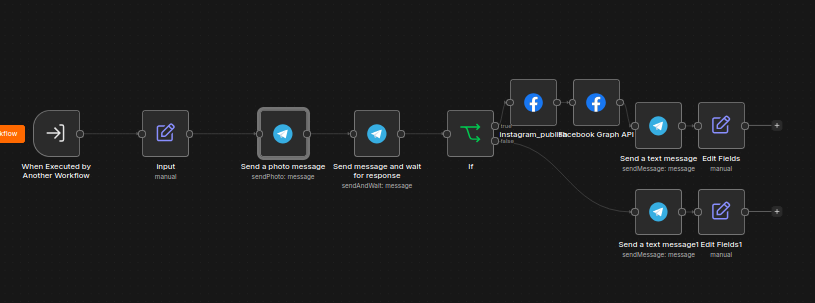 kflow
When Executed by
Another Workflow
Input
manual
Send a photo message
sendPhoto: message
Send message and wait
for response
sendAndWait: message
If
true
false
Facebook Graph API
Send a text message
sendMessage: message
Edit Fields
manual
Send a text message1
sendMessage: message
Edit Fields1
manual